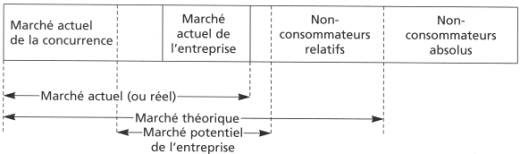 Marché actuel
de la concurrence
Marché
actuel de
l'entreprise
Non-
consommateurs
relatifs
Non-
consommateurs
absolus
Marché actuel (ou réel)
Marché théorique
Marché potentiel
de l'entreprise